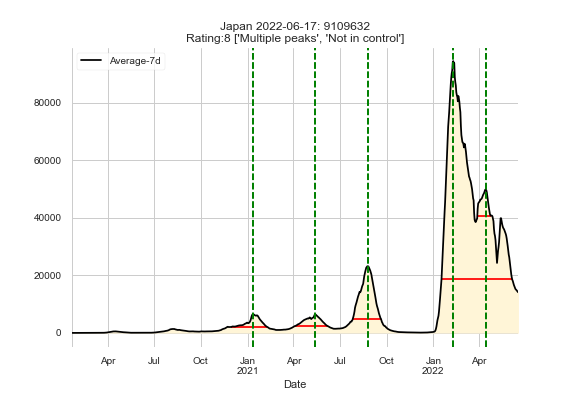 Japan 2022-06-17: 9109632
Rating:8 ['Multiple peaks', 'Not in control']
Average-7d
80000
60000
40000
20000
0
Apr Jul Oct Jan Apr Jul Oct Jan Apr
2021 2022
Date